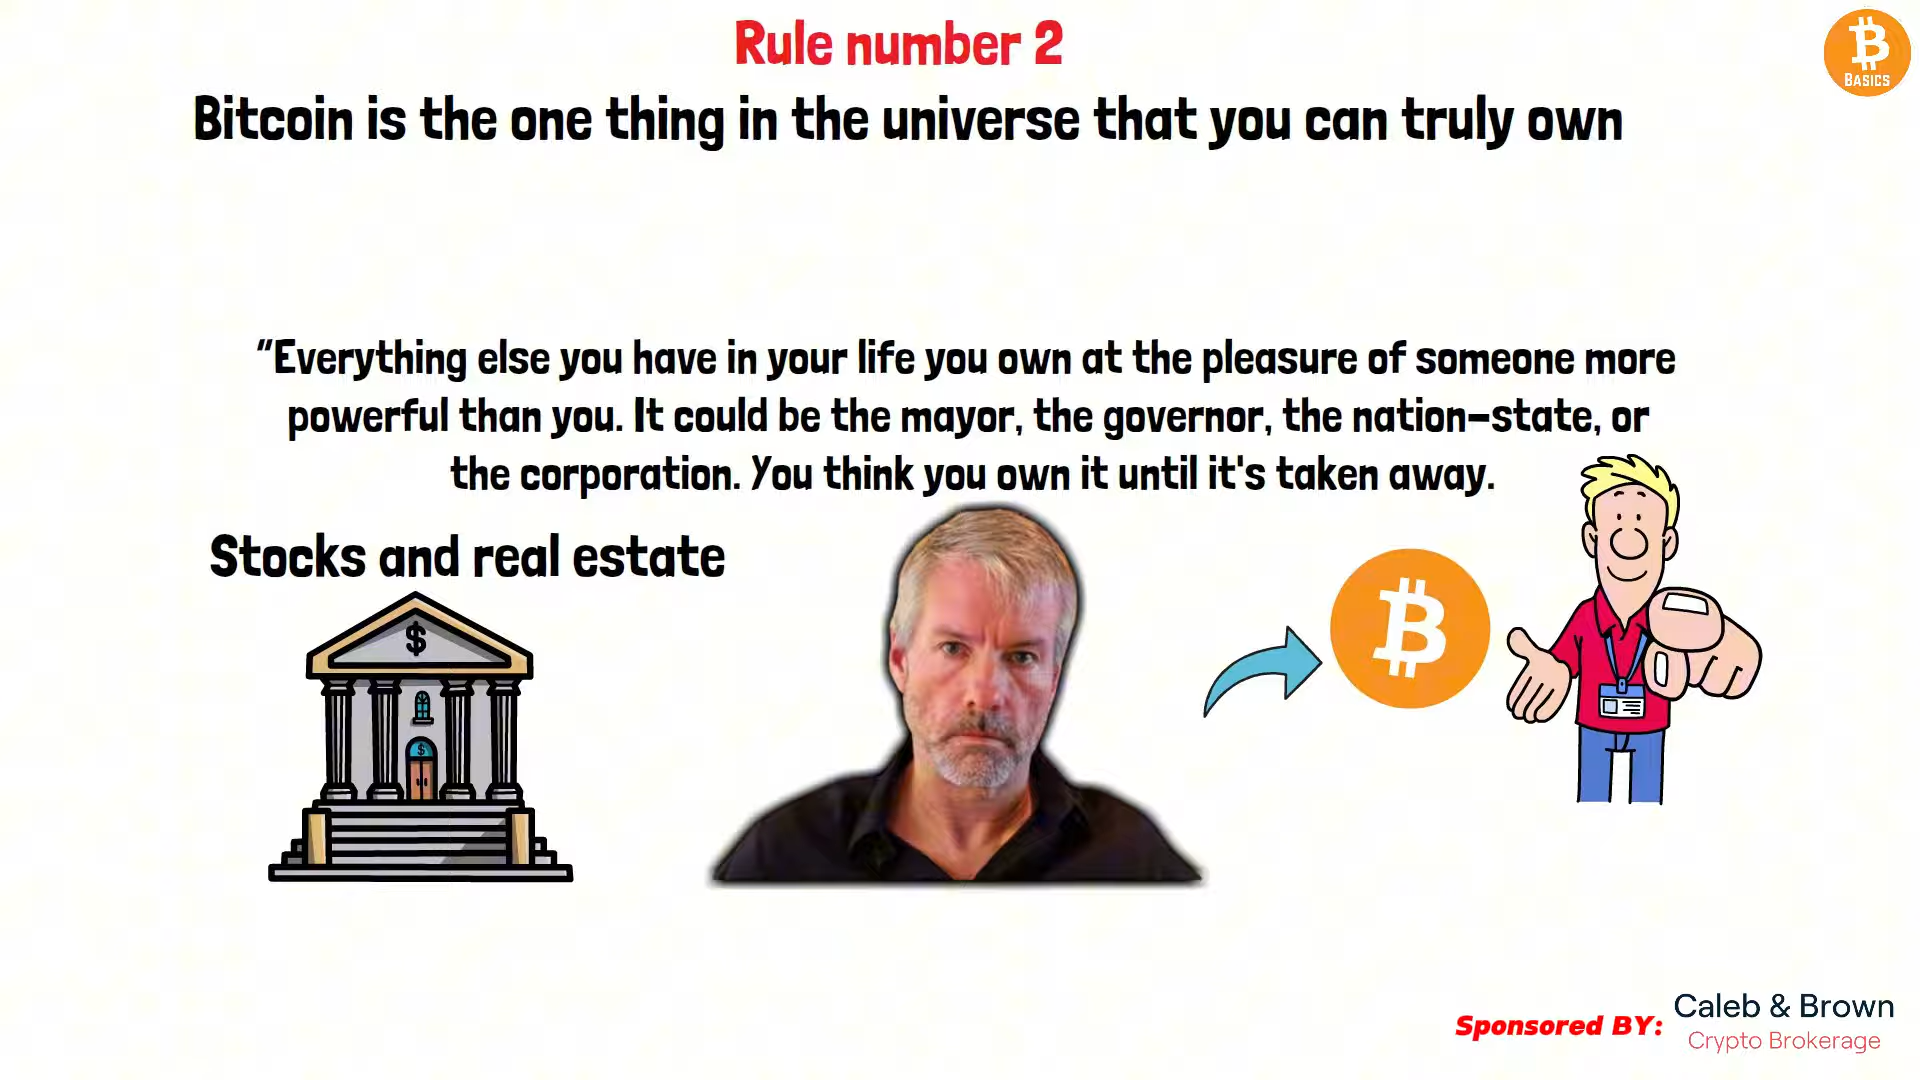 Rule number 2
BASICS
Bitcoin is the one thing in the universe that you can truly own
“Everything else you have in your life you own at the pleasure of someone more
powerful than you. It could be the mayor, the governor, the nation–state, or
the corporation. You think you own it until it's taken away.
Stocks and real estate
$
$
Sponsored BY:
Caleb & Brown
Crypto Brokerage